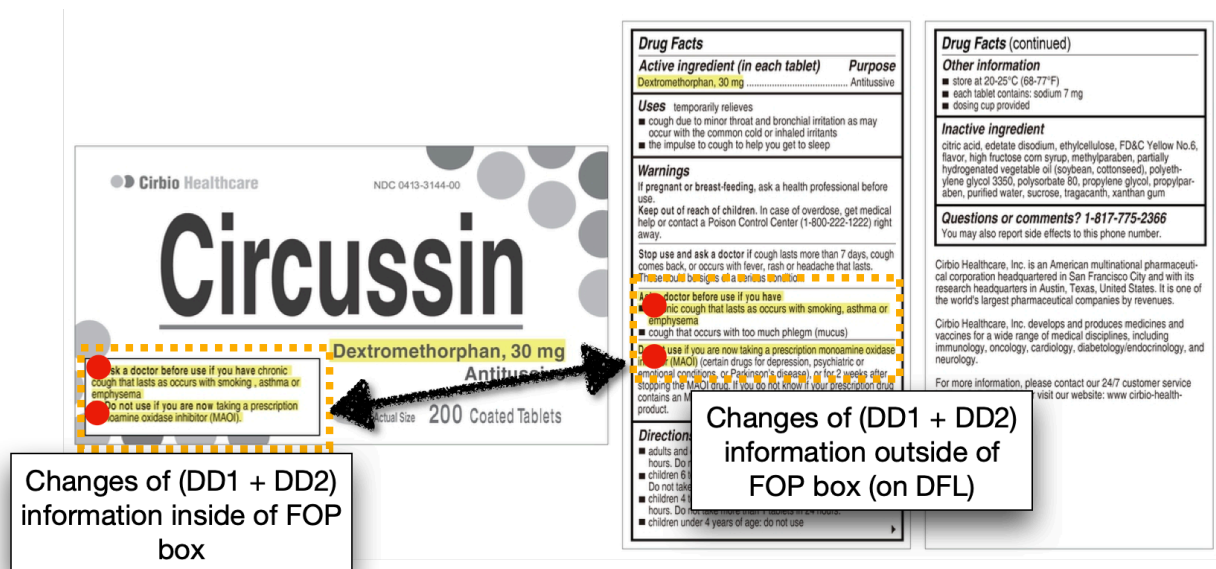 Cirbio Healthcare
NDC 0413-3144-00
Circussin
Dextromethorphan, 30 mg
Antitussive
Actual Size 200 Coated Tablets
ask a doctor before use if you have chronic
cough that lasts as occurs with smoking , asthma or
emphysema
Do not use if you are now taking a prescription
inhibitor (MAOI).
Changes of (DD1 + DD2)
information inside of FOP
box
Drug Facts
Active ingredient (in each tablet) Purpose
Dextromethorphan, 30 mg ........................................ Antitussive
Uses temporarily relieves
■ cough due to minor throat and bronchial irritation as may
occur with the common cold or inhaled irritants
■ the impulse to cough to help you get to sleep
Warnings
If pregnant or breast-feeding, ask a health professional before
use.
Keep out of reach of children. In case of overdose, get medical
help or contact a Poison Control Center (1-800-222-1222) right
away.
Stop use and ask a doctor if cough lasts more than 7 days, cough
comes back, or occurs with fever, rash or headache that lasts.
doctor before use if you have
cough that lasts as occurs with smoking, asthma or
emphysema
■ cough that occurs with too much phlegm (mucus)
use if you are now taking a prescription monoamine oxidase
(MAOI) (certain drugs for depression, psychiatric or
emotional conditions, or Parkinson's disease), or for 2 weeks after
stopping the MAOI drug. If you do not know if your prescription drug
contains an
product.
Directions
■ adults and
hours. Do
■ children 6
Do not take
■ children 4
hours. Do not take more than 1 tablets in 24 hours.
■ children under 4 years of age: do not use
Changes of (DD1 + DD2)
information outside of
FOP box (on DFL)
Drug Facts (continued)
Other information
■ store at 20-25°C (68-77°F)
■ each tablet contains: sodium 7 mg
■ dosing cup provided
Inactive ingredient
citric acid, edetate disodium, ethylcellulose, FD&C Yellow No.6,
flavor, high fructose corn syrup, methylparaben, partially
hydrogenated vegetable oil (soybean, cottonseed), polyeth-
ylene glycol 3350, polysorbate 80, propylene glycol, propylpar-
aben, purified water, sucrose, tragacanth, xanthan gum
Questions or comments? 1-817-775-2366
You may also report side effects to this phone number.
Cirbio Healthcare, Inc. is an American multinational pharmaceuti-
cal corporation headquartered in San Francisco City and with its
research headquarters in Austin, Texas, United States. It is one of
the world's largest pharmaceutical companies by revenues.
Cirbio Healthcare, Inc. develops and produces medicines and
vaccines for a wide range of medical disciplines, including
immunology, oncology, cardiology, diabetology/endocrinology, and
neurology.
For more information, please contact our 24/7 customer service
visit our website: www cirbio-health-